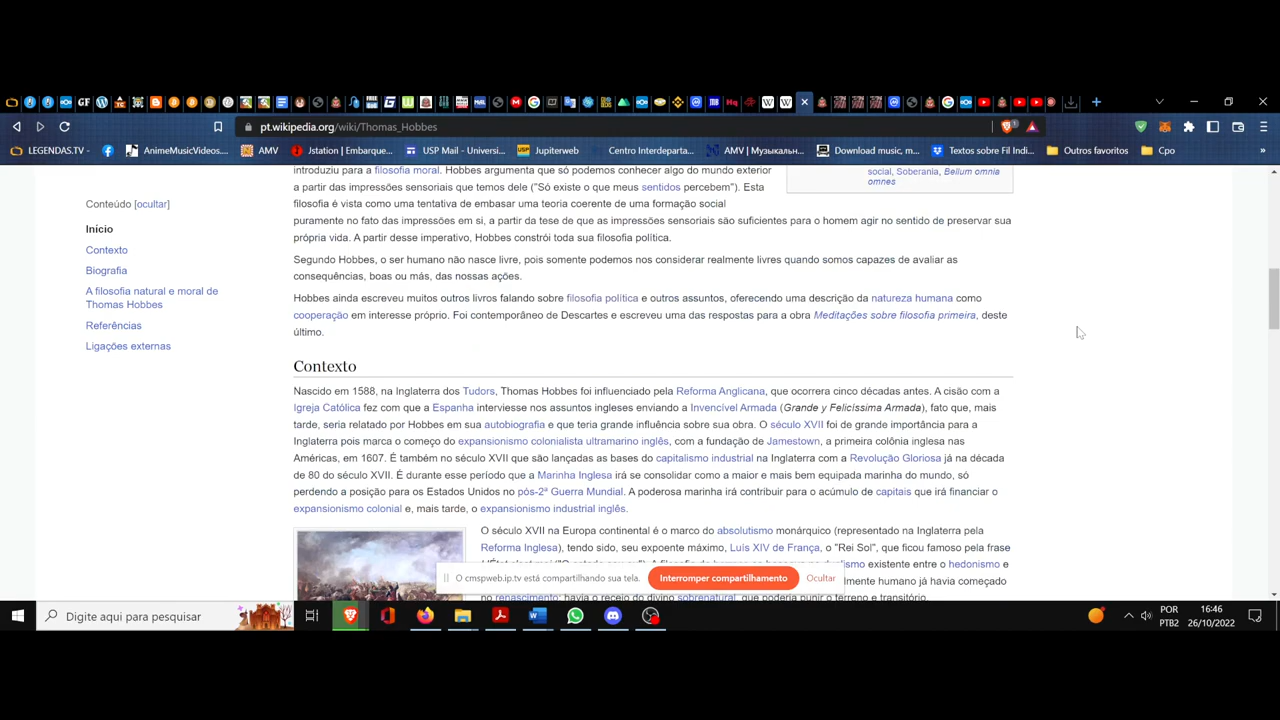 pt.wikipedia.org/wiki/Thomas_Hobbes
LEGENDAS.TV -
AnimeMusicVideos....
AMV
Jstation | Embarque...
USP Mail - Universi...
Jupiterweb
Centro Interdeparta...
AMV | Музыкальн...
Download music, m...
Textos sobre Fil Indi...
Outros favoritos
Cpo
introduziu para a filosofia moral. Hobbes argumenta que só podemos conhecer algo do mundo exterior
a partir das impressões sensoriais que temos dele ("Só existe o que meus sentidos percebem"). Esta
filosofia é vista como uma tentativa de embasar uma teoria coerente de uma formação social
puramente no fato das impressões em si, a partir da tese de que as impressões sensoriais são suficientes para o homem agir no sentido de preservar sua
própria vida. A partir desse imperativo, Hobbes constrói toda sua filosofia política.
social, Soberania, Bellum omnia
omnes
Conteúdo [ocultar]
Início
Contexto
Biografia
A filosofia natural e moral de
Thomas Hobbes
Referências
Ligações externas
Segundo Hobbes, o ser humano não nasce livre, pois somente podemos nos considerar realmente livres quando somos capazes de avaliar as
consequências, boas ou más, das nossas ações.
Hobbes ainda escreveu muitos outros livros falando sobre filosofia política e outros assuntos, oferecendo uma descrição da natureza humana como
cooperação em interesse próprio. Foi contemporâneo de Descartes e escreveu uma das respostas para a obra Meditações sobre filosofia primeira, deste
último.
Contexto
Nascido em 1588, na Inglaterra dos Tudors, Thomas Hobbes foi influenciado pela Reforma Anglicana, que ocorrera cinco décadas antes. A cisão com a
Igreja Católica fez com que a Espanha interviesse nos assuntos ingleses enviando a Invencível Armada (Grande y Felicíssima Armada), fato que, mais
tarde, seria relatado por Hobbes em sua autobiografia e que teria grande influência sobre sua obra. O século XVII foi de grande importância para a
Inglaterra pois marca o começo do expansionismo colonialista ultramarino inglês, com a fundação de Jamestown, a primeira colônia inglesa nas
Américas, em 1607. É também no século XVII que são lançadas as bases do capitalismo industrial na Inglaterra com a Revolução Gloriosa já na década
de 80 do século XVII. É durante esse período que a Marinha Inglesa irá se consolidar como a maior e mais bem equipada marinha do mundo, só
perdendo a posição para os Estados Unidos no pós-2ª Guerra Mundial. A poderosa marinha irá contribuir para o acúmulo de capitais que irá financiar o
expansionismo colonial e, mais tarde, o expansionismo industrial inglês.
O século XVII na Europa continental é o marco do absolutismo monárquico (representado na Inglaterra pela
Reforma Inglesa), tendo sido, seu expoente máximo, Luís XIV de França, o "Rei Sol", que ficou famoso pela frase
existente entre o hedonismo e
humano já havia começado
no renascimento: havia o receio do divino sobrenatural, que poderia punir o terreno e transitório.
O cmspweb.ip.tv está compartilhando sua tela.
Interromper compartilhamento
Ocultar
Digite aqui para pesquisar
POR
PTB2
16:46
26/10/2022